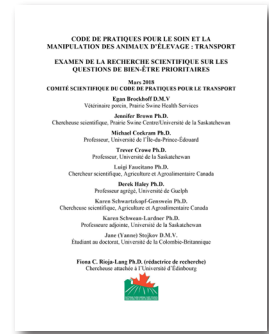 CODE DE PRATIQUES POUR LE SOIN ET LA
MANIPULATION DES ANIMAUX D'ÉLEVAGE : TRANSPORT
EXAMEN DE LA RECHERCHE SCIENTIFIQUE SUR LES
QUESTIONS DE BIEN-ÊTRE PRIORITAIRES
Mars 2018
COMITÉ SCIENTIFIQUE DU CODE DE PRATIQUES POUR LE TRANSPORT
Egan Brockhoff D.M.V
Vétérinaire porcin, Prairie Swine Health Services
Jennifer Brown Ph.D.
Chercheuse scientifique, Prairie Swine Centre/Université de la Saskatchewan
Michael Cockram Ph.D.
Professeur, Université de l'Île-du-Prince-Édouard
Trever Crowe Ph.D.
Professeur, Université de la Saskatchewan
Luigi Faucitano Ph.D.
Chercheur scientifique, Agriculture et Agroalimentaire Canada
Derek Haley Ph.D.
Professeur agrégé, Université de Guelph
Karen Schwartzkopf-Genswein Ph.D.
Chercheuse scientifique, Agriculture et Agroalimentaire Canada
Karen Schwean-Lardner Ph.D.
Professeure adjointe, Université de la Saskatchewan
Jane (Yanne) Stojkov D.M.V.
Étudiant au doctorat, Université de la Colombie-Britannique
Fiona C. Rioja-Lang Ph.D. (rédactrice de recherche)
Chercheuse attachée à l'Université d'Édinbourg